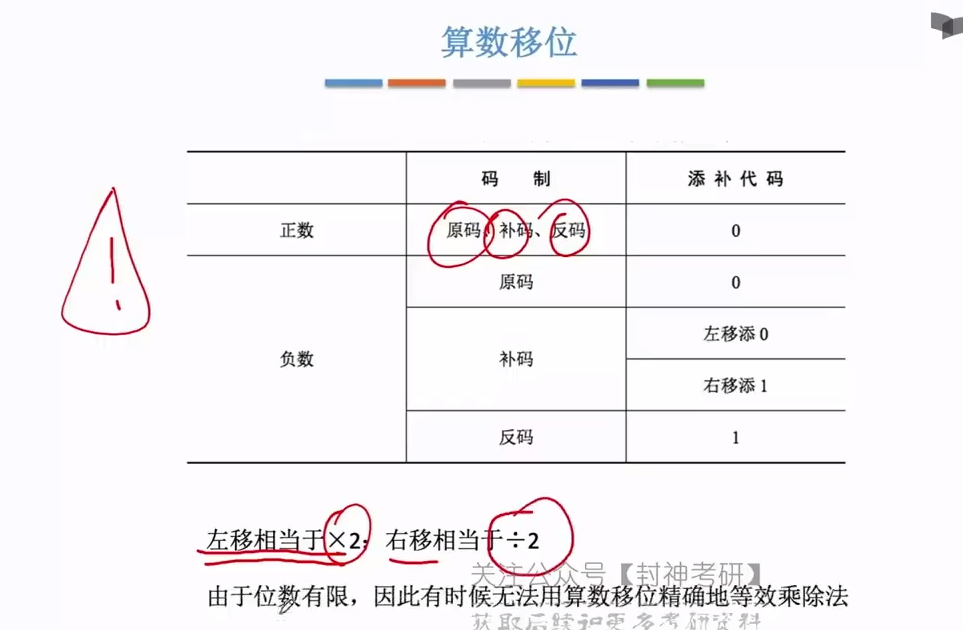 算数移位
码 制 添补代码
正数 原码、补码、反码 0
负数 原码 0
补码 左移添 0
右移添 1
反码 1
左移相当于×2；右移相当于÷2
关注公众号【封神考研】
由于位数有限，因此有时候无法用算数移位精确地等效乘除法
获取后续和更多考研资料